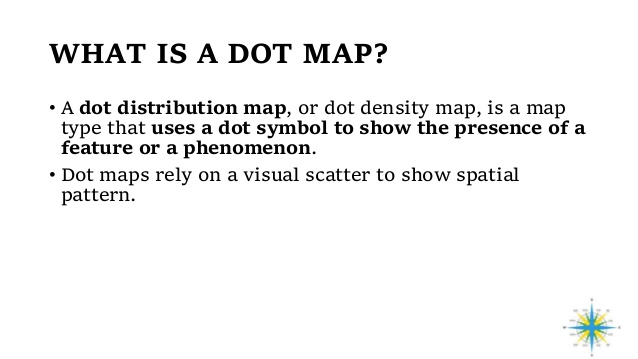 WHAT IS A DOT MAP?
• A dot distribution map, or dot density map, is a map
type that uses a dot symbol to show the presence of a
feature or a phenomenon.
• Dot maps rely on a visual scatter to show spatial
pattern.